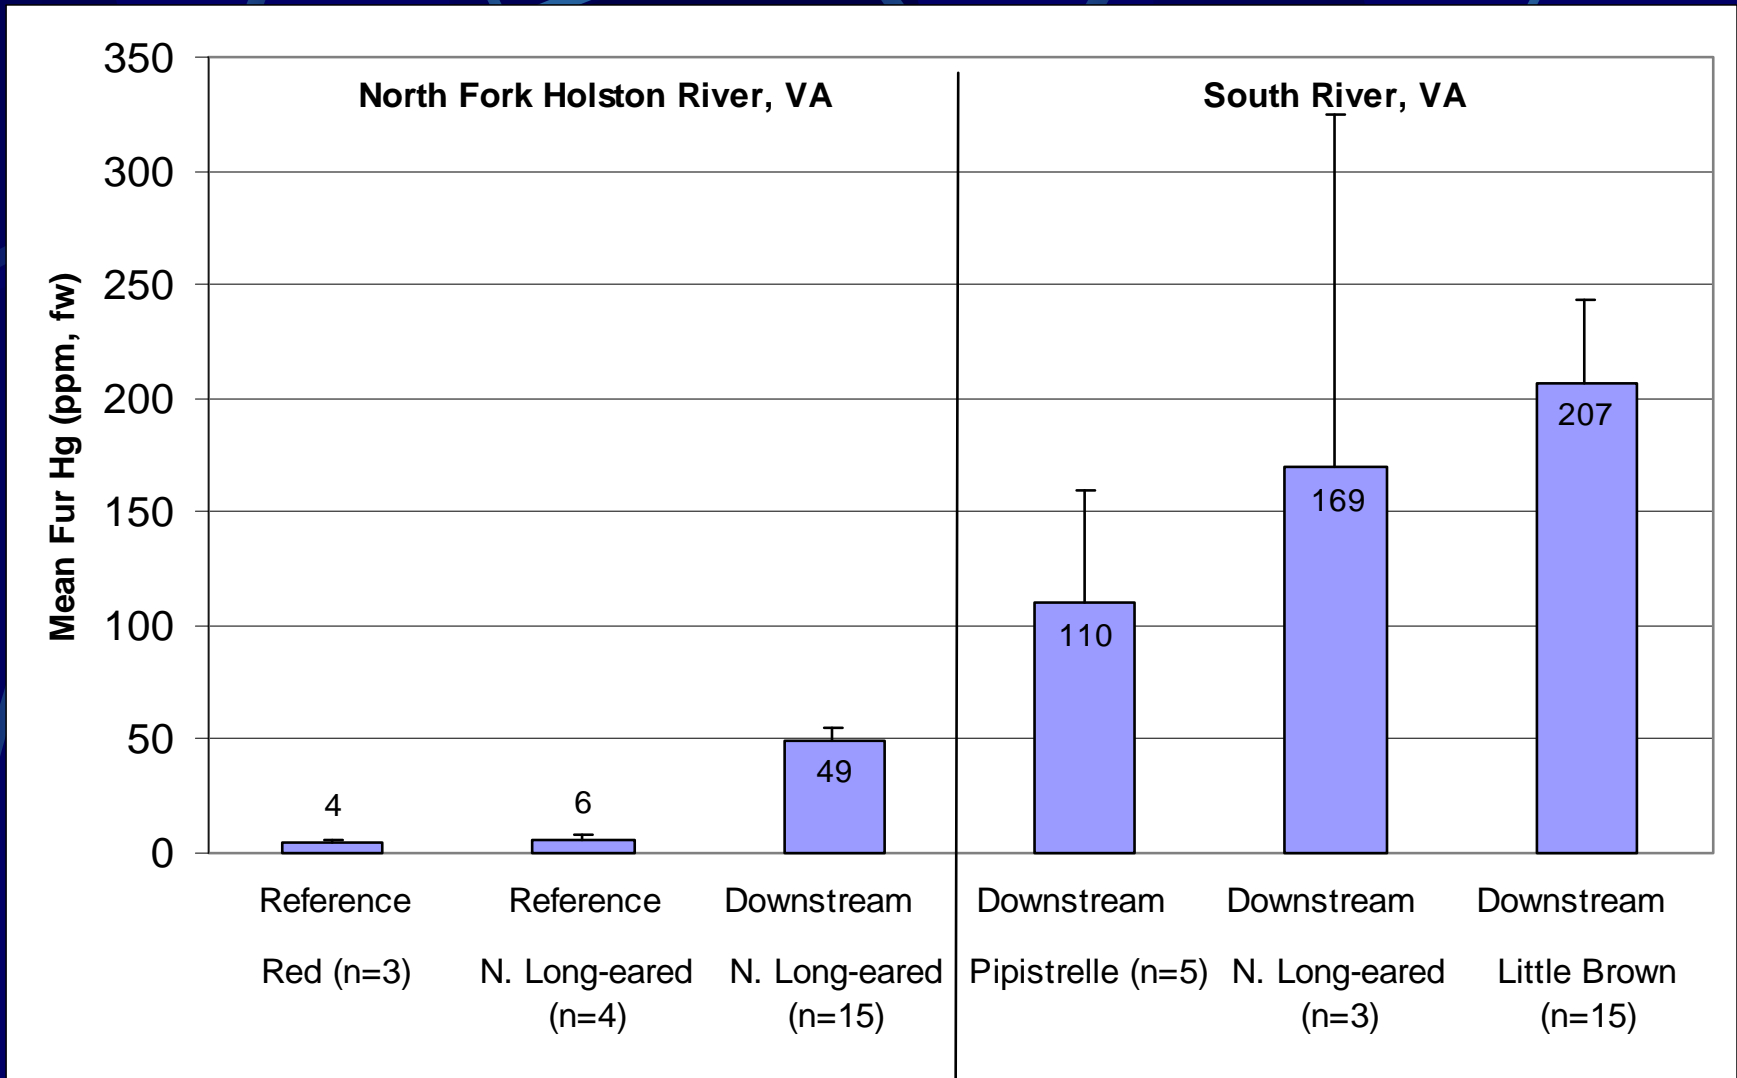 350
300
250
200
150
100
50
0
Mean Fur Hg (ppm, fw)
North Fork Holston River, VA
South River, VA
4
6
49
110
169
207
Reference
Reference
Downstream
Downstream
Downstream
Downstream
Red (n=3)
N. Long-eared
(n=4)
N. Long-eared
(n=15)
Pipistrelle (n=5)
N. Long-eared
(n=3)
Little Brown
(n=15)